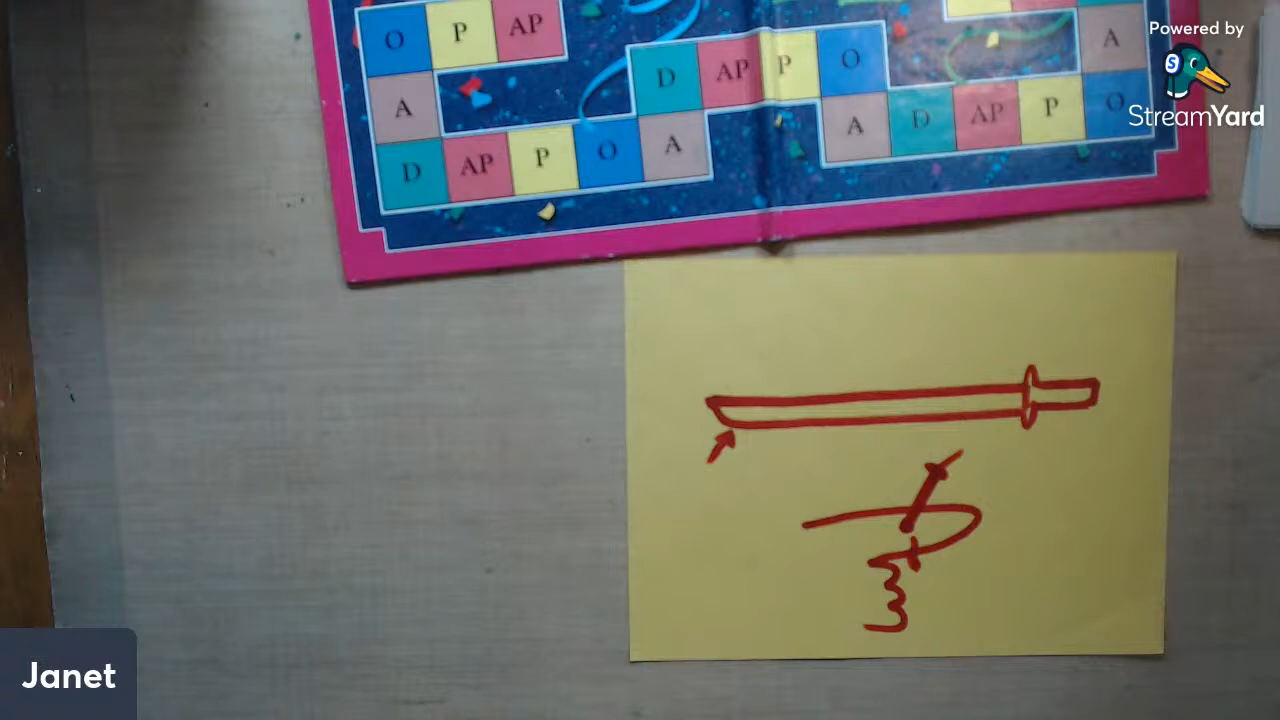 Powered by
StreamYard
O P AP
A
D AP P O A
D AP P O
A D AP P O
A
Janet